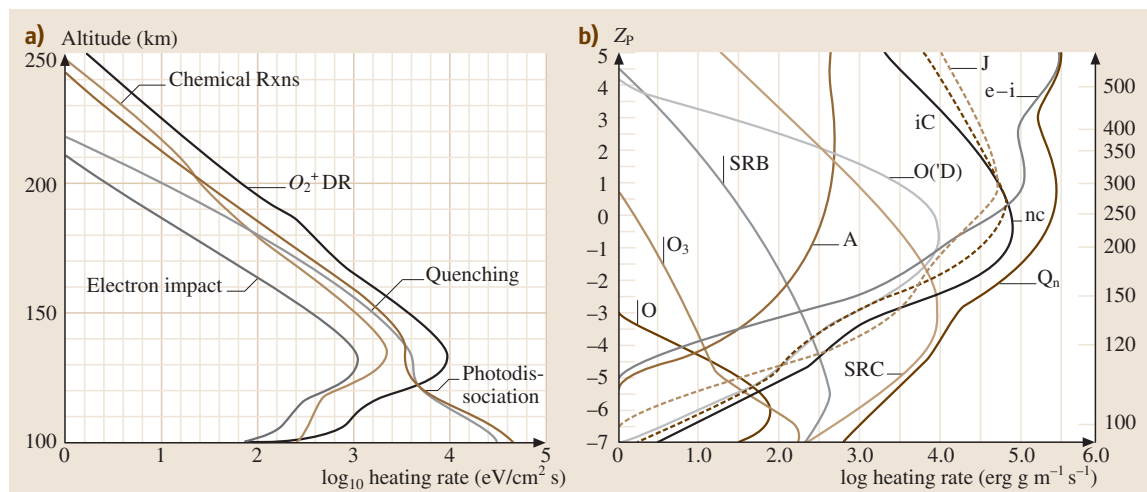 a) Altitude (km)
250
200
150
100
0
1
2
3
4
5
log10 heating rate (eV/cm² s)
Chemical Rxns
O₂⁺ DR
Electron impact
Quenching
Photodis-
sociation
b) ZP
5
4
3
2
1
0
−1
−2
−3
−4
−5
−6
−7
0
1.0
2.0
3.0
4.0
5.0
6.0
log heating rate (erg g m⁻¹ s⁻¹)
500
400
350
300
250
200
150
120
100
J
e–i
iC
SRB
O('D)
nc
A
O₃
Qn
O
SRC